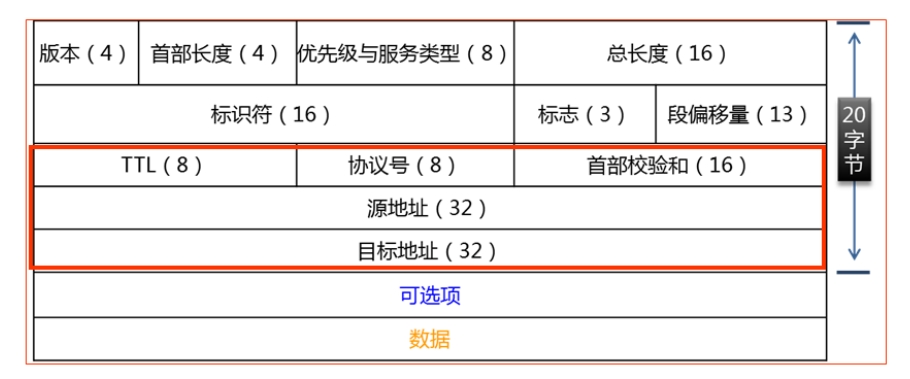 版本（4） 首部长度（4） 优先级与服务类型（8） 总长度（16）
标识符（16） 标志（3） 段偏移量（13）
TTL（8） 协议号（8） 首部校验和（16）
源地址（32）
目标地址（32）
可选项
数据
20
字
节